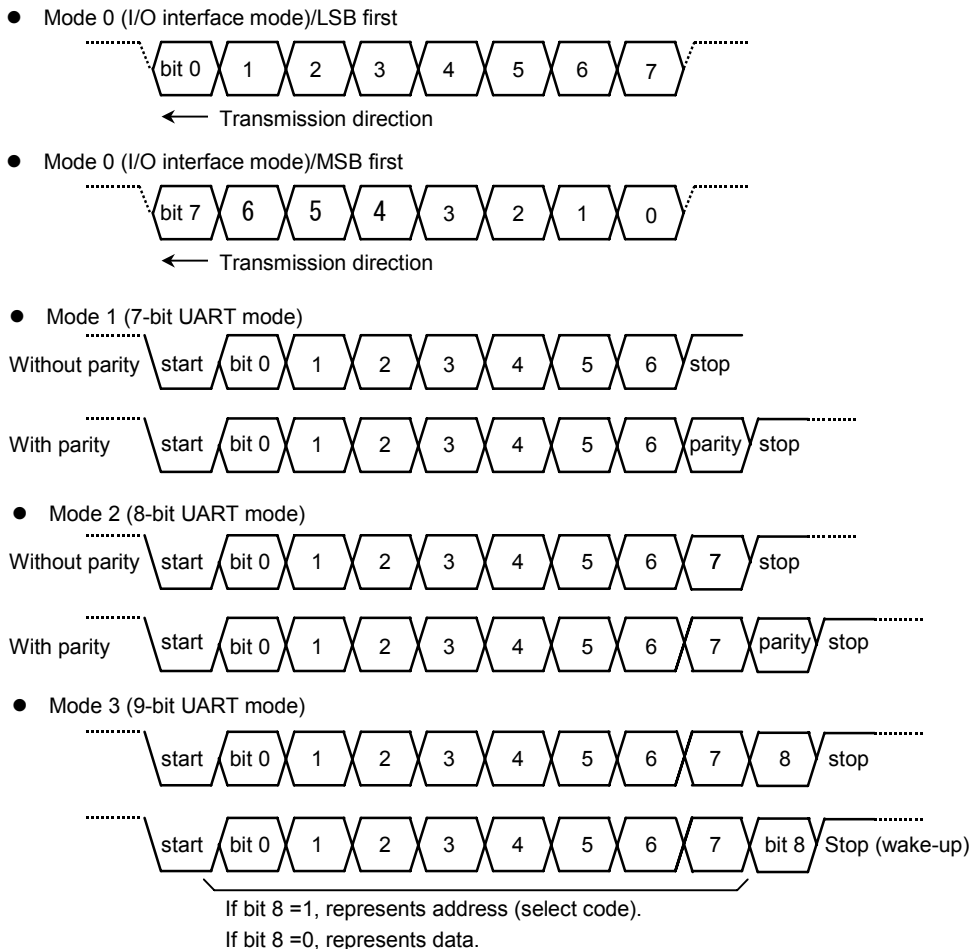 ● Mode 0 (I/O interface mode)/LSB first
bit 0 1 2 3 4 5 6 7
← Transmission direction
● Mode 0 (I/O interface mode)/MSB first
bit 7 6 5 4 3 2 1 0
← Transmission direction
● Mode 1 (7-bit UART mode)
Without parity start bit 0 1 2 3 4 5 6 stop
With parity start bit 0 1 2 3 4 5 6 parity stop
● Mode 2 (8-bit UART mode)
Without parity start bit 0 1 2 3 4 5 6 7 stop
With parity start bit 0 1 2 3 4 5 6 7 parity stop
● Mode 3 (9-bit UART mode)
start bit 0 1 2 3 4 5 6 7 8 stop
start bit 0 1 2 3 4 5 6 7 bit 8 Stop (wake-up)
If bit 8 =1, represents address (select code).
If bit 8 =0, represents data.